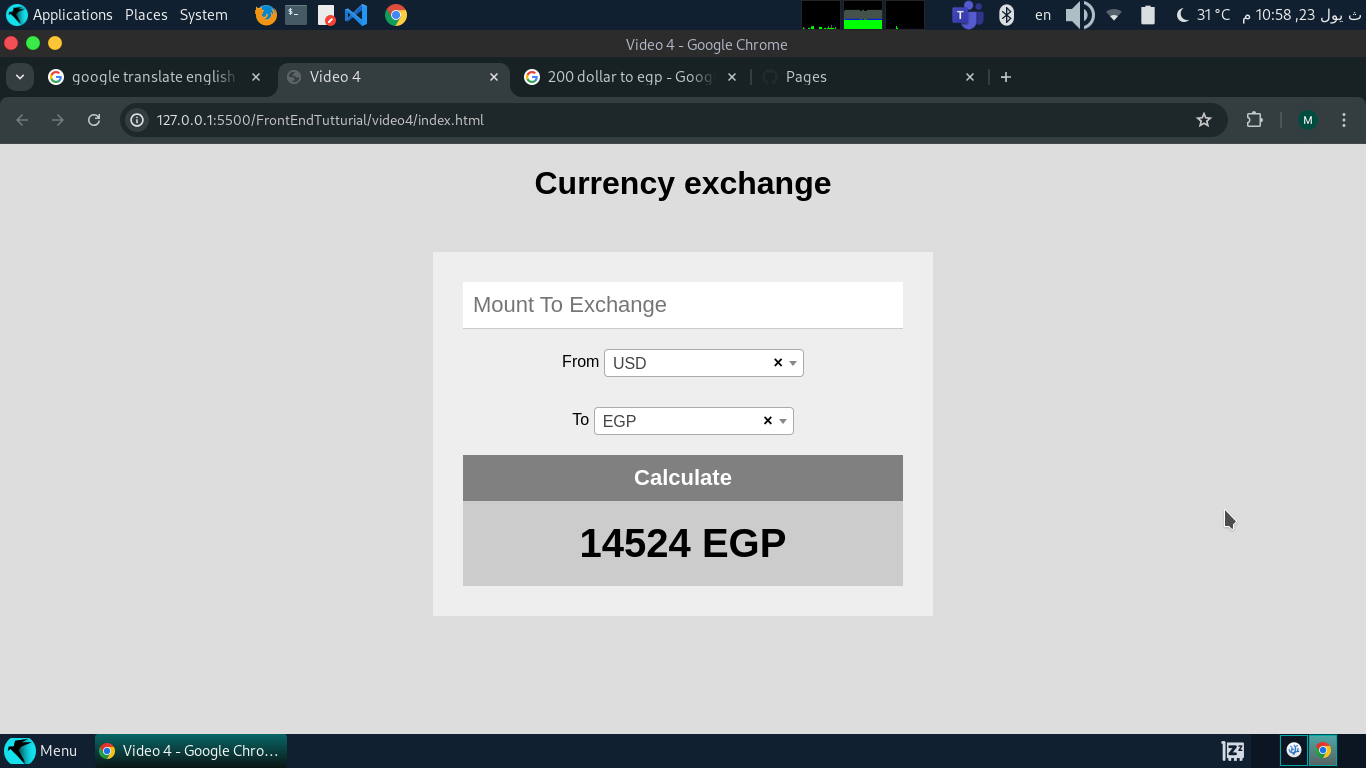 Applications Places System en 31 °C ث يول 23, 10:58 م
Video 4 - Google Chrome
google translate english Video 4 200 dollar to egp - Goog Pages
127.0.0.1:5500/FrontEndTutturial/video4/index.html M
Currency exchange
Mount To Exchange
From USD ×
To EGP ×
Calculate
14524 EGP
Menu Video 4 - Google Chro...